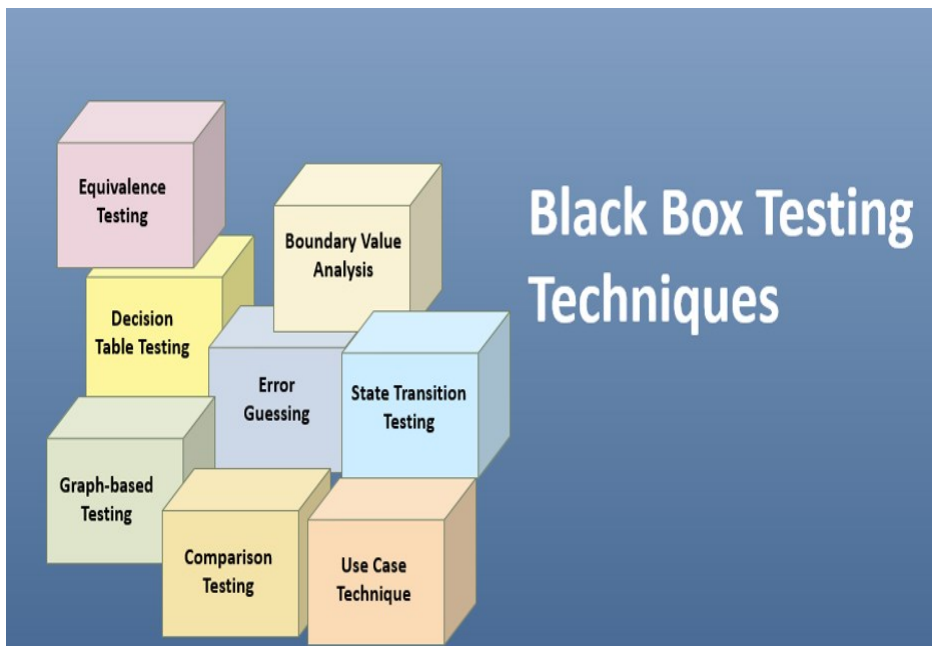 Equivalence
Testing
Boundary Value
Analysis
Black Box Testing
Techniques
Decision
Table Testing
Error
Guessing
State Transition
Testing
Graph-based
Testing
Comparison
Testing
Use Case
Technique